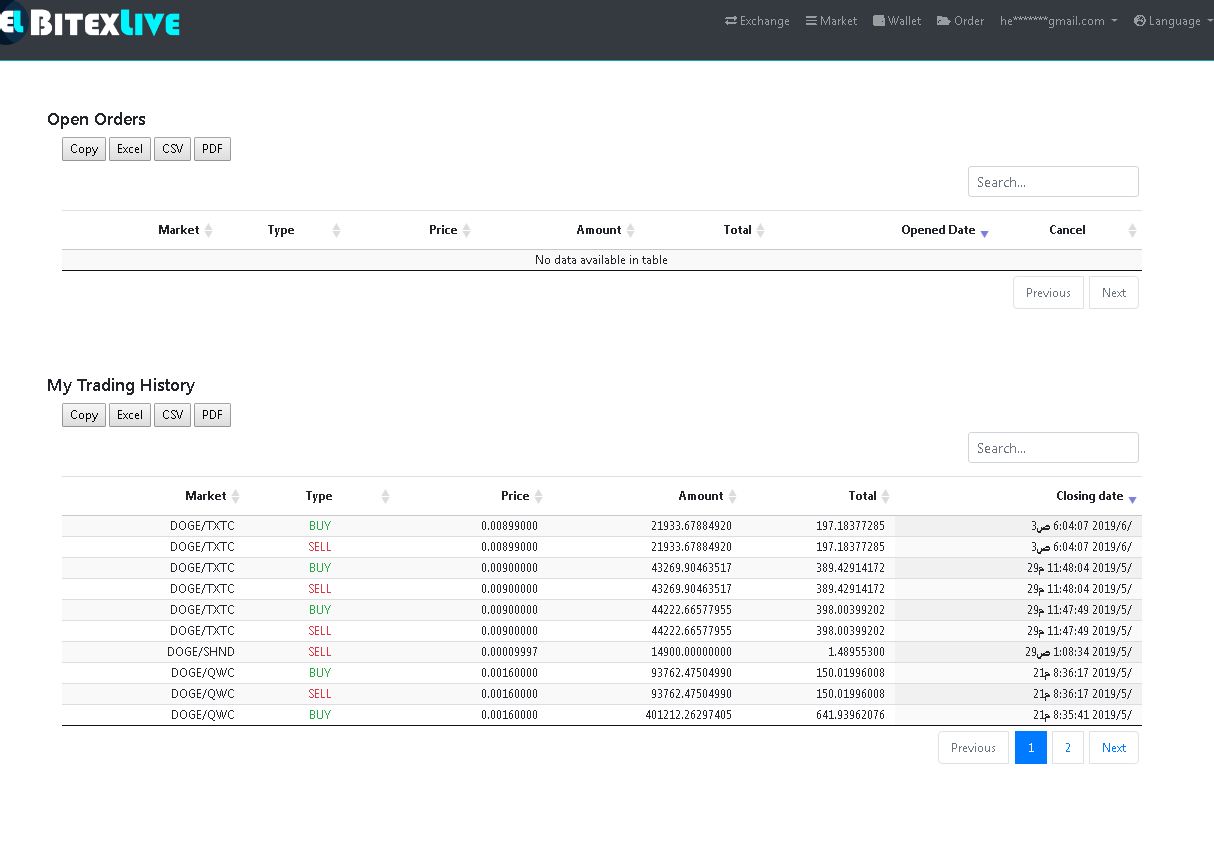 EL BITEXLIVE Exchange Market Wallet Order he*******gmail.com Language
Open Orders
Copy Excel CSV PDF
Search...
Market Type Price Amount Total Opened Date Cancel
No data available in table
Previous Next
My Trading History
Copy Excel CSV PDF
Search...
Market Type Price Amount Total Closing date
DOGE/TXTC BUY 0.00899000 21933.67884920 197.18377285 3ص 6:04:07 2019/6/
DOGE/TXTC SELL 0.00899000 21933.67884920 197.18377285 3ص 6:04:07 2019/6/
DOGE/TXTC BUY 0.00900000 43269.90463517 389.42914172 29م 11:48:04 2019/5/
DOGE/TXTC SELL 0.00900000 43269.90463517 389.42914172 29م 11:48:04 2019/5/
DOGE/TXTC BUY 0.00900000 44222.66577955 398.00399202 29م 11:47:49 2019/5/
DOGE/TXTC SELL 0.00900000 44222.66577955 398.00399202 29م 11:47:49 2019/5/
DOGE/SHND SELL 0.00009997 14900.00000000 1.48955300 29ص 1:08:34 2019/5/
DOGE/QWC BUY 0.00160000 93762.47504990 150.01996008 21م 8:36:17 2019/5/
DOGE/QWC SELL 0.00160000 93762.47504990 150.01996008 21م 8:36:17 2019/5/
DOGE/QWC BUY 0.00160000 401212.26297405 641.93962076 21م 8:35:41 2019/5/
Previous 1 2 Next